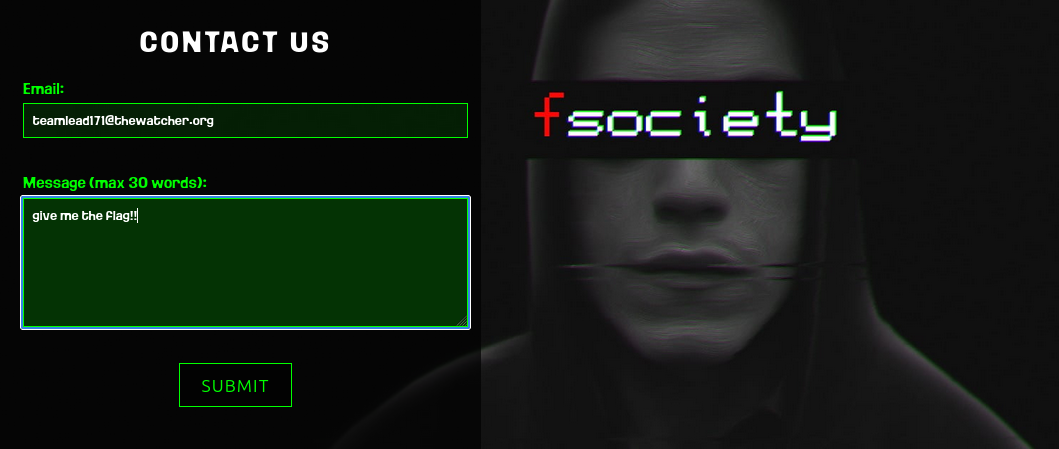 CONTACT US
Email:
teamlead171@thewatcher.org
Message (max 30 words):
give me the flag!!
SUBMIT
fsociety